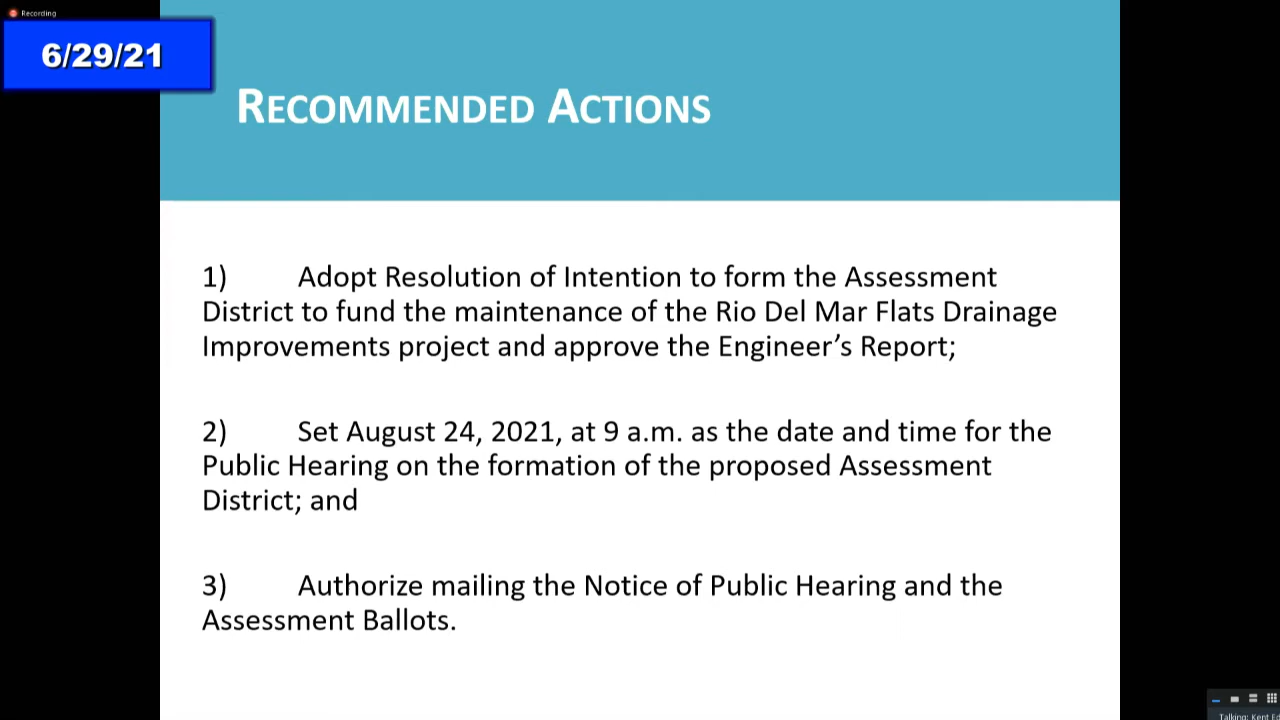 Recording
6/29/21
RECOMMENDED ACTIONS
1) Adopt Resolution of Intention to form the Assessment
District to fund the maintenance of the Rio Del Mar Flats Drainage
Improvements project and approve the Engineer’s Report;
2) Set August 24, 2021, at 9 a.m. as the date and time for the
Public Hearing on the formation of the proposed Assessment
District; and
3) Authorize mailing the Notice of Public Hearing and the
Assessment Ballots.
Talking: Kent